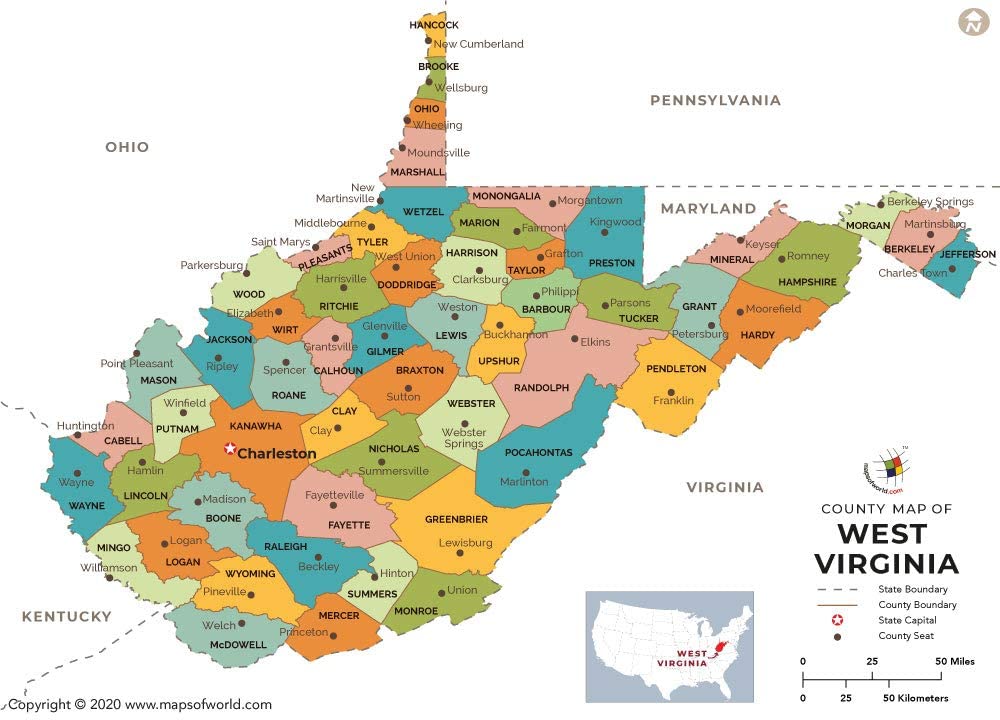 HANCOCK
New Cumberland
BROOKE
Wellsburg
OHIO
Wheeling
Moundsville
MARSHALL
N
PENNSYLVANIA
OHIO
New
Martinsville
WETZEL
MONONGALIA
Morgantown
MARION
Fairmont
Kingwood
PRESTON
MARYLAND
Berkeley Springs
MORGAN
Martinsburg
BERKELEY
JEFFERSON
Charles Town
Middlebourne
TYLER
Saint Marys
PLEASANTS
West Union
DODDRIDGE
HARRISON
Clarksburg
Grafton
TAYLOR
Keyser
MINERAL
Romney
HAMPSHIRE
Parkersburg
WOOD
Harrisville
RITCHIE
Philippi
BARBOUR
Parsons
TUCKER
GRANT
Petersburg
Moorefield
HARDY
Elizabeth
WIRT
Weston
LEWIS
Glenville
GILMER
Buckhannon
UPSHUR
Elkins
RANDOLPH
JACKSON
Ripley
Grantsville
CALHOUN
Spencer
ROANE
Point Pleasant
MASON
BRAXTON
Sutton
PENDLETON
Franklin
Winfield
PUTNAM
CLAY
Clay
WEBSTER
Webster
Springs
Huntington
CABELL
KANAWHA
Charleston
NICHOLAS
Summersville
POCAHONTAS
Marlinton
Hamlin
LINCOLN
Wayne
WAYNE
Madison
BOONE
Fayetteville
FAYETTE
GREENBRIER
Lewisburg
VIRGINIA
MINGO
Williamson
Logan
LOGAN
RALEIGH
Beckley
WYOMING
Pineville
Hinton
SUMMERS
Union
MONROE
KENTUCKY
Welch
McDOWELL
MERCER
Princeton
TM
mapsofworld.com
COUNTY MAP OF
WEST
VIRGINIA
State Boundary
County Boundary
State Capital
County Seat
WEST
VIRGINIA
0 25 50 Miles
0 25 50 Kilometers
Copyright © 2020 www.mapsofworld.com